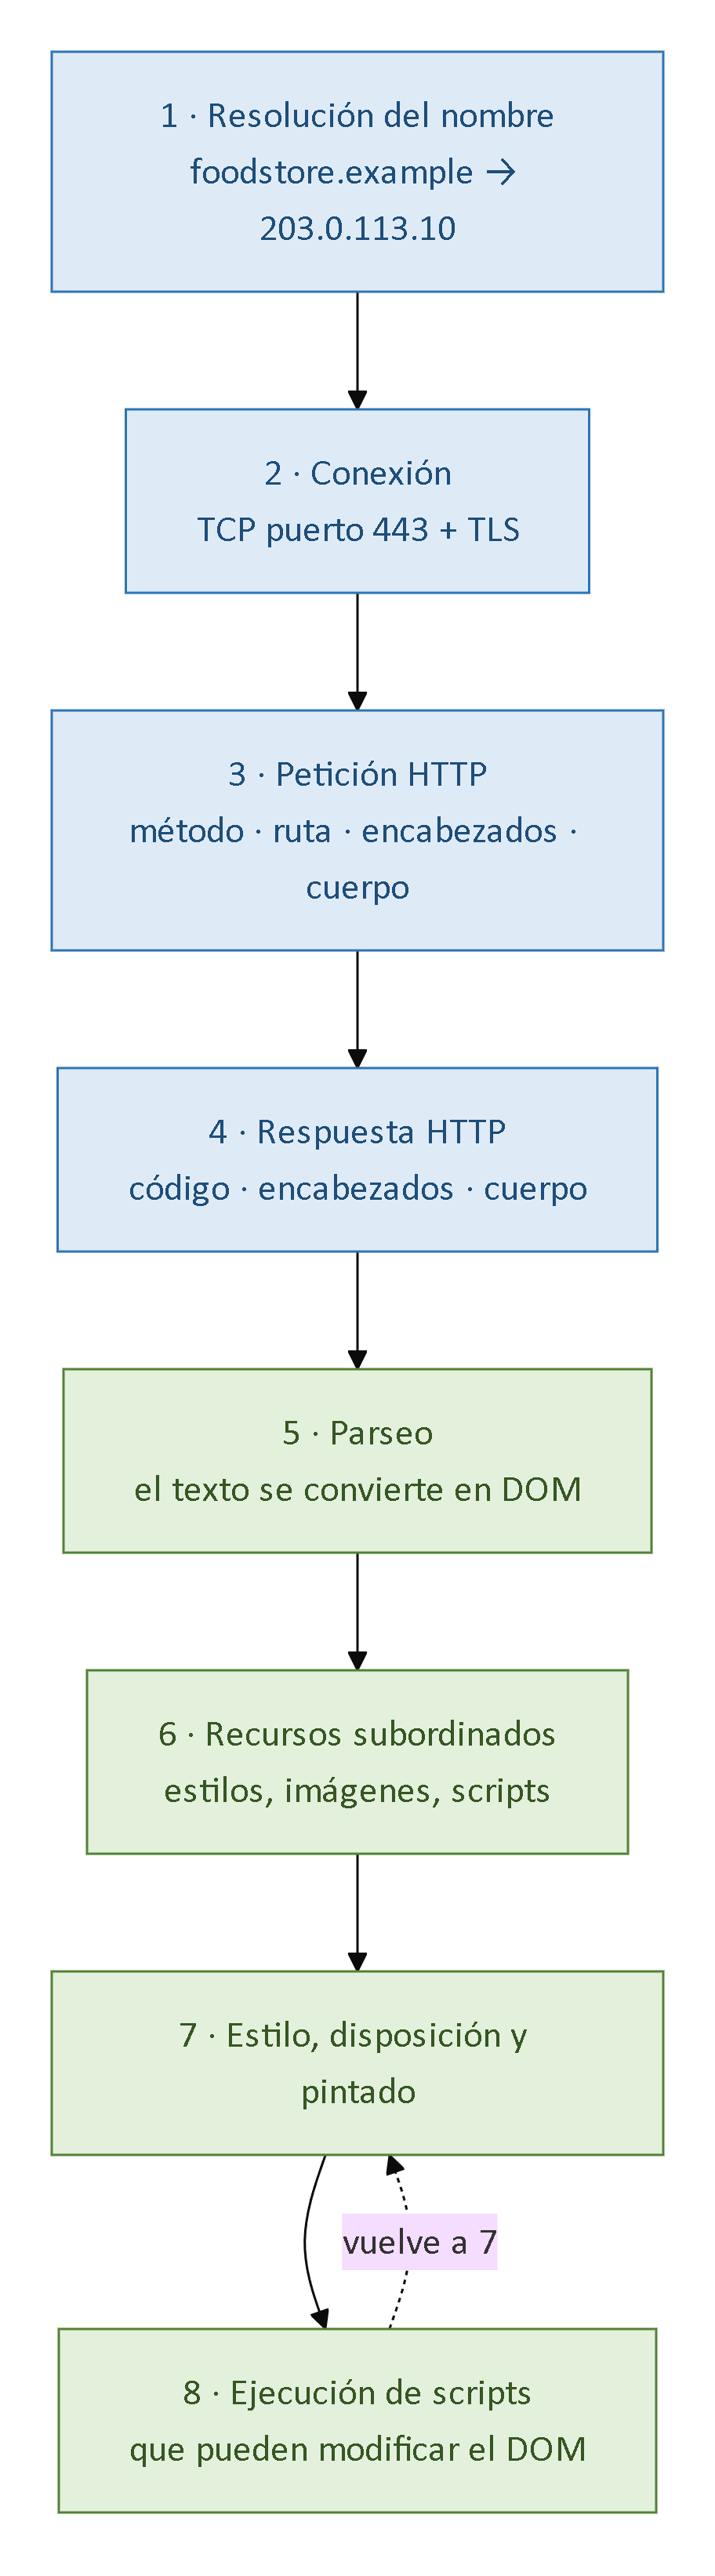 1 · Resolución del nombre
foodstore.example →
203.0.113.10
2 · Conexión
TCP puerto 443 + TLS
3 · Petición HTTP
método · ruta · encabezados ·
cuerpo
4 · Respuesta HTTP
código · encabezados · cuerpo
5 · Parseo
el texto se convierte en DOM
6 · Recursos subordinados
estilos, imágenes, scripts
7 · Estilo, disposición y
pintado
vuelve a 7
8 · Ejecución de scripts
que pueden modificar el DOM